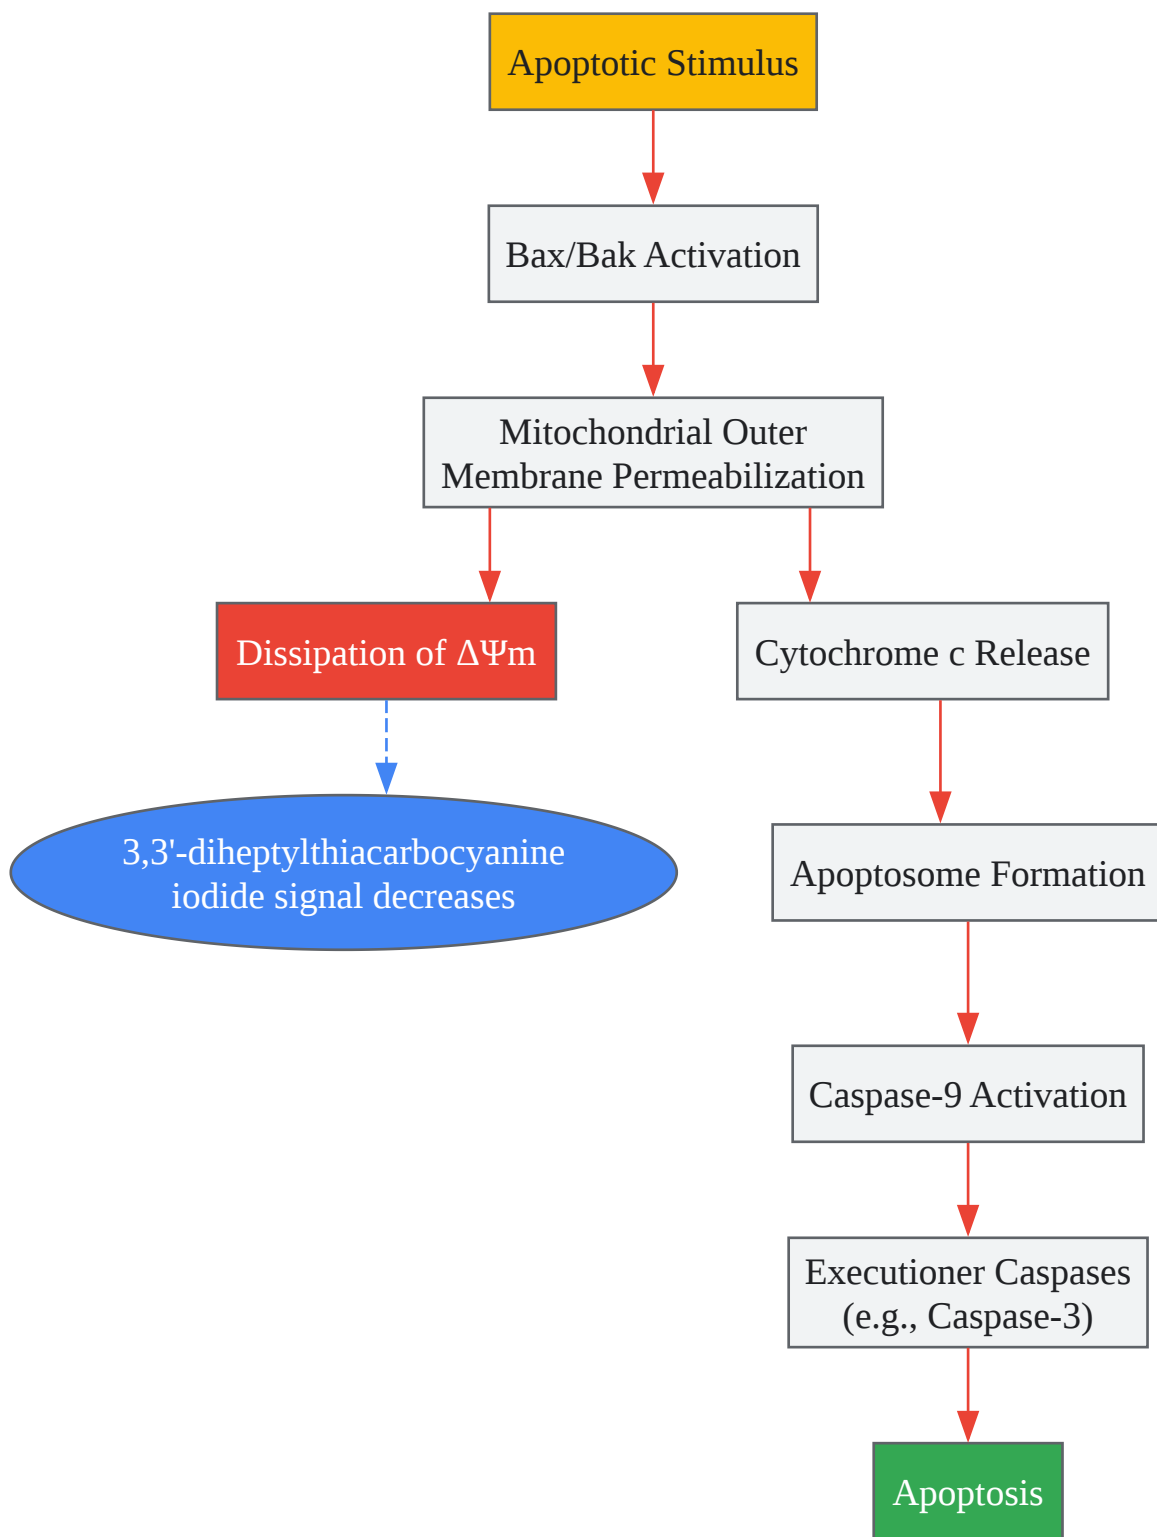 Apoptotic Stimulus
Bax/Bak Activation
Mitochondrial Outer
Membrane Permeabilization
Dissipation of ΔΨm
Cytochrome c Release
3,3'-diheptylthiacarbocyanine
iodide signal decreases
Apoptosome Formation
Caspase-9 Activation
Executioner Caspases
(e.g., Caspase-3)
Apoptosis